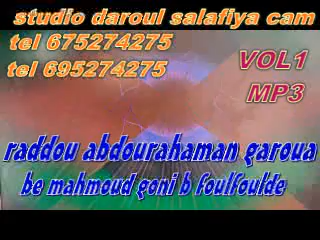 studio daroul salafiya cam
tel 675274275
tel 695274275
VOL1
MP3
raddou abdourahaman garoua
be mahmoud goni b foulfoulde